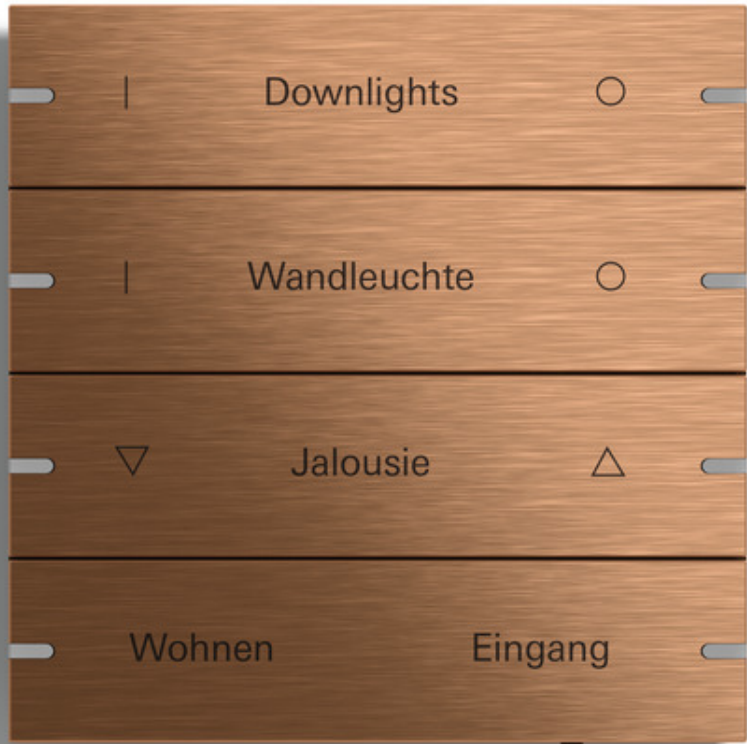 | Downlights ○
| Wandleuchte ○
▽ Jalousie △
Wohnen Eingang